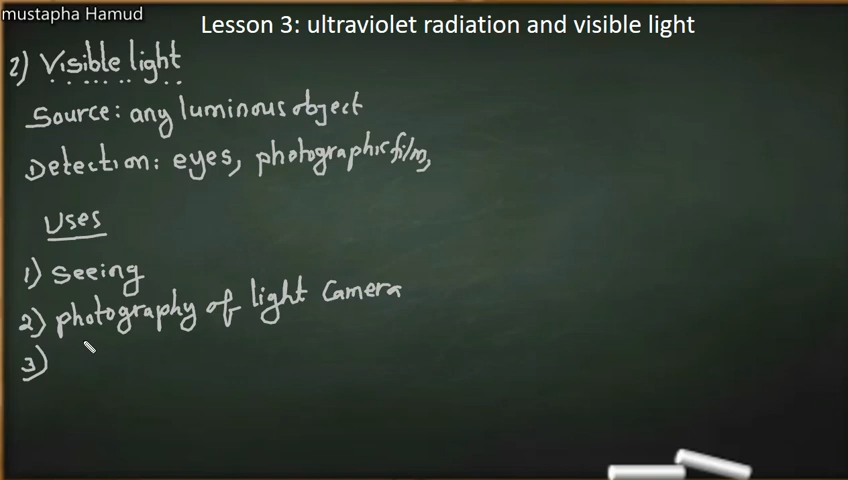 mustapha Hamud
Lesson 3: ultraviolet radiation and visible light
2) Visible light
Source: any luminous object
Detection: eyes, photographic film,
Uses
1) Seeing
2) photography of light Camera
3)